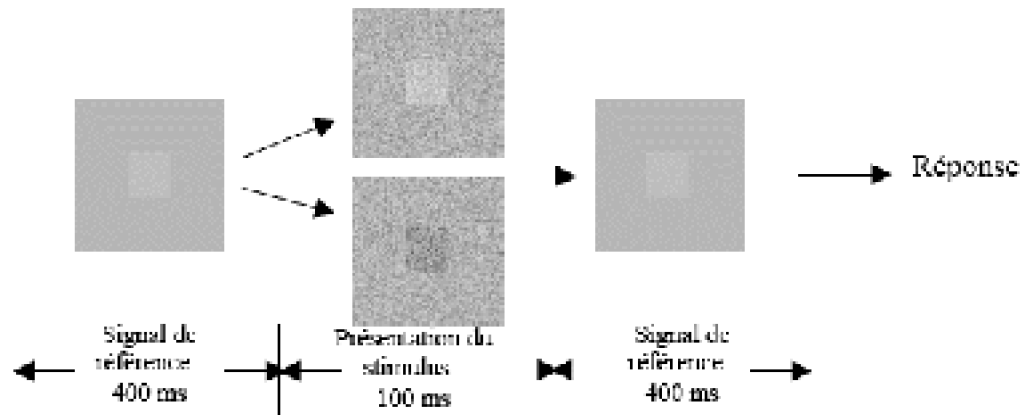 Réponse
Signal de
référence
400 ms
Présentation du
stimulus
100 ms
Signal de
référence
400 ms